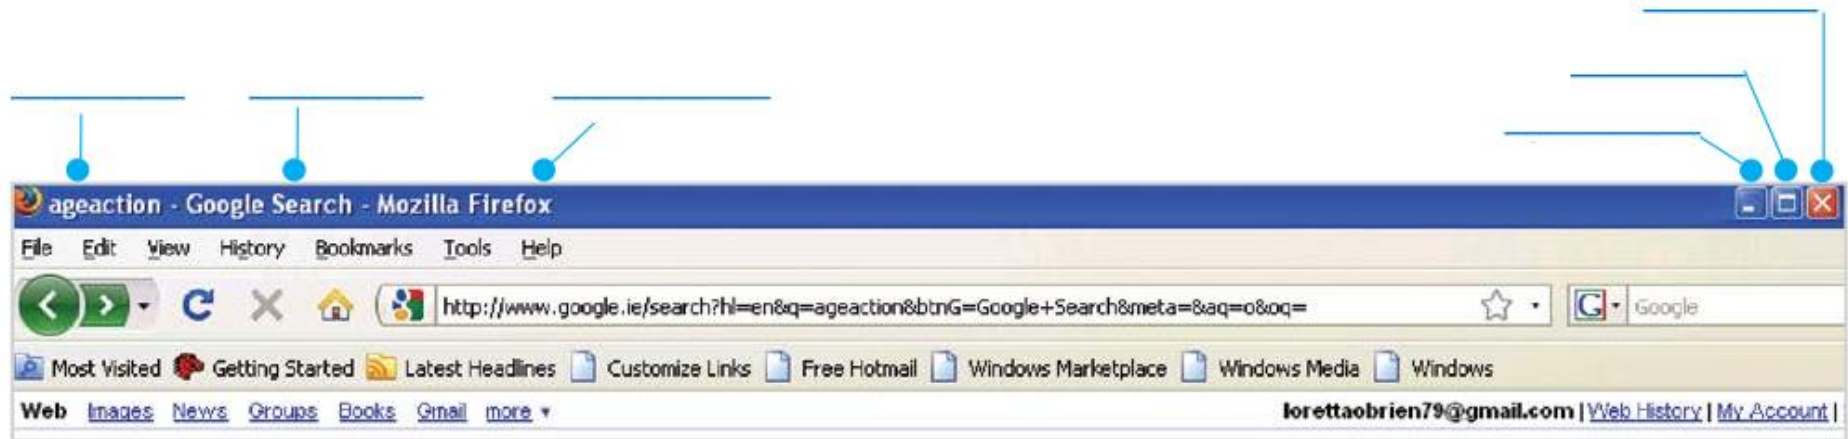 ageaction - Google Search - Mozilla Firefox
File Edit View History Bookmarks Tools Help
http://www.google.ie/search?hl=en&q=ageaction&btnG=Google+Search&meta=&aq=o&oq= G Google
Most Visited Getting Started Latest Headlines Customize Links Free Hotmail Windows Marketplace Windows Media Windows
Web Images News Groups Books Gmail more ▾ lorettaobrien79@gmail.com | Web History | My Account |